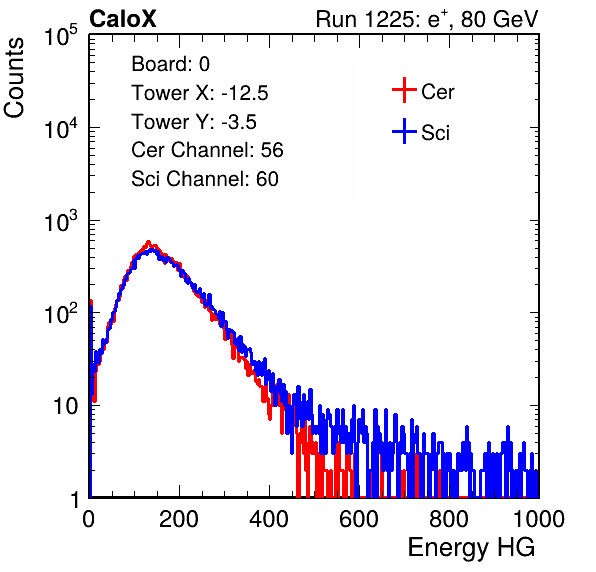 CaloX Run 1225: e⁺, 80 GeV
Counts
Board: 0
Tower X: -12.5
Tower Y: -3.5
Cer Channel: 56
Sci Channel: 60
Cer
Sci
10⁵
10⁴
10³
10²
10
1
0 200 400 600 800 1000
Energy HG